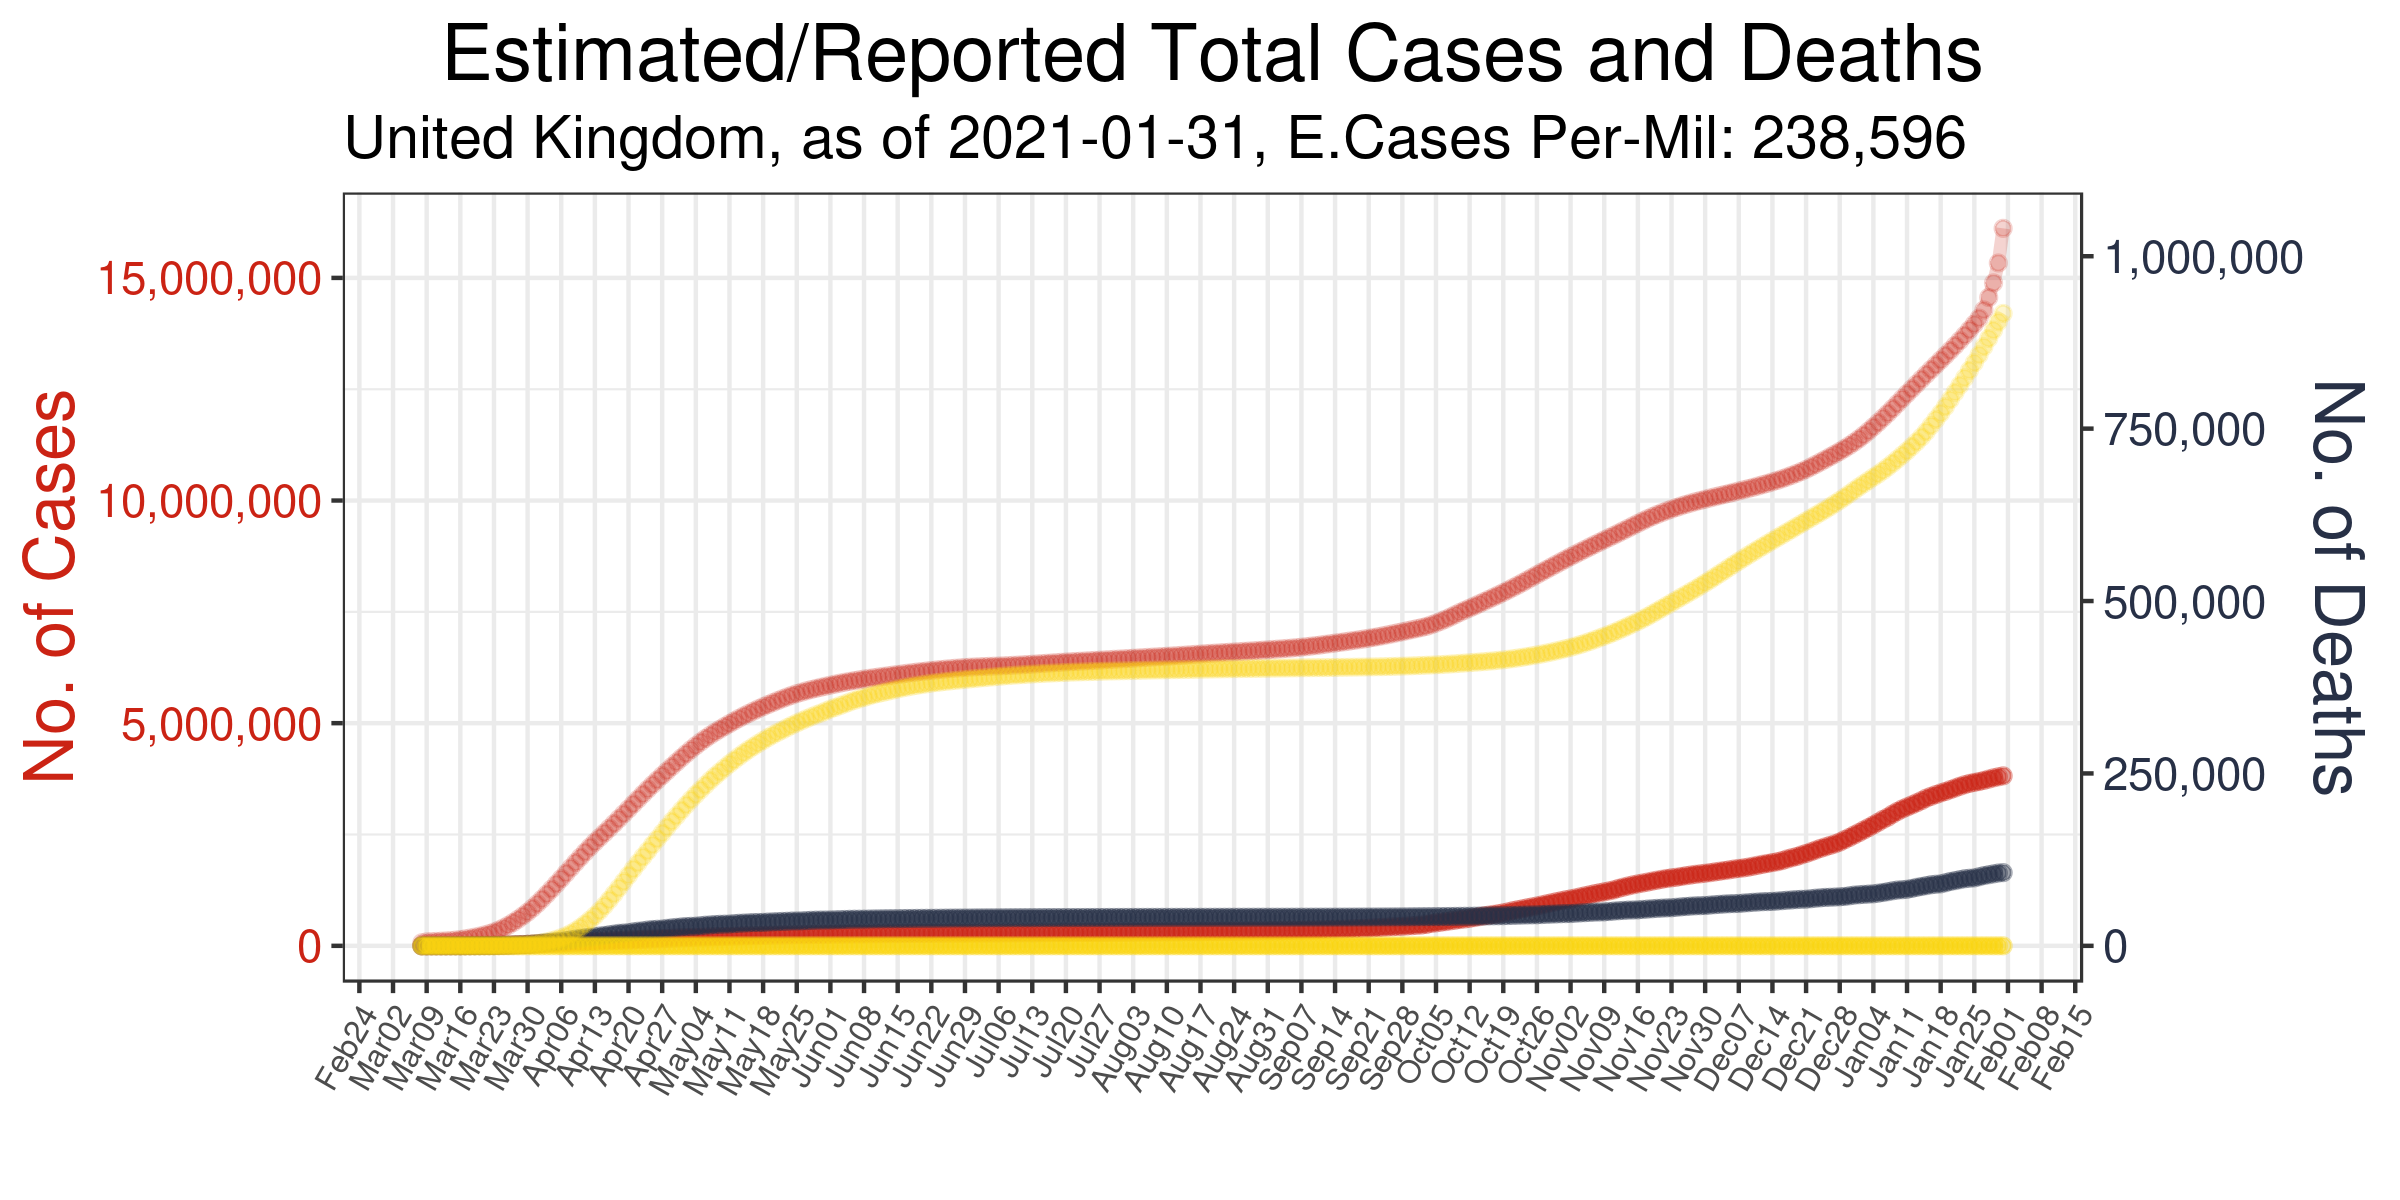 Estimated/Reported Total Cases and Deaths
United Kingdom, as of 2021-01-31, E.Cases Per-Mil: 238,596
No. of Cases
15,000,000
10,000,000
5,000,000
0
1,000,000
750,000
500,000
250,000
0
No. of Deaths
Feb24
Mar02
Mar09
Mar16
Mar23
Mar30
Apr06
Apr13
Apr20
Apr27
May04
May11
May18
May25
Jun01
Jun08
Jun15
Jun22
Jun29
Jul06
Jul13
Jul20
Jul27
Aug03
Aug10
Aug17
Aug24
Aug31
Sep07
Sep14
Sep21
Sep28
Oct05
Oct12
Oct19
Oct26
Nov02
Nov09
Nov16
Nov23
Nov30
Dec07
Dec14
Dec21
Dec28
Jan04
Jan11
Jan18
Jan25
Feb01
Feb08
Feb15